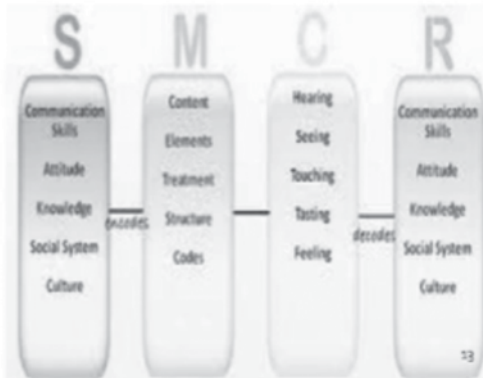 S M C R
Communication
Skills
Attitude
Knowledge
Social System
Culture
encodes
Content
Elements
Treatment
Structure
Codes
Hearing
Seeing
Touching
Tasting
Feeling
decodes
Communication
Skills
Attitude
Knowledge
Social System
Culture
13